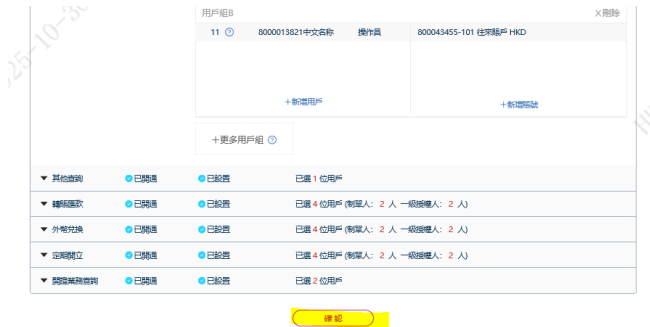 用戶組B ╳刪除
11 ? 8000013821中文名称 操作員 800043455-101 往來賬戶 HKD
+新增用戶 +新增賬號
+更多用戶組 ?
▼ 其他查詢 已開通 已設置 已選 1 位用戶
▼ 轉賬匯款 已開通 已設置 已選 4 位用戶 (制單人: 2 人 一級授權人: 2 人)
▼ 外幣兌換 已開通 已設置 已選 4 位用戶 (制單人: 2 人 一級授權人: 2 人)
▼ 定期開立 已開通 已設置 已選 4 位用戶 (制單人: 2 人 一級授權人: 2 人)
▼ 開證業務查詢 已開通 已設置 已選 2 位用戶
確 認